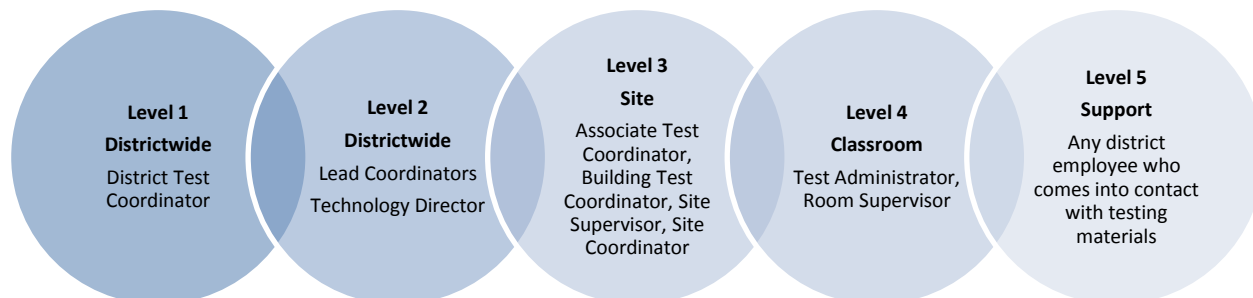 Level 1
Districtwide
District Test
Coordinator
Level 2
Districtwide
Lead Coordinators
Technology Director
Level 3
Site
Associate Test
Coordinator,
Building Test
Coordinator, Site
Supervisor, Site
Coordinator
Level 4
Classroom
Test Administrator,
Room Supervisor
Level 5
Support
Any district
employee who
comes into contact
with testing
materials